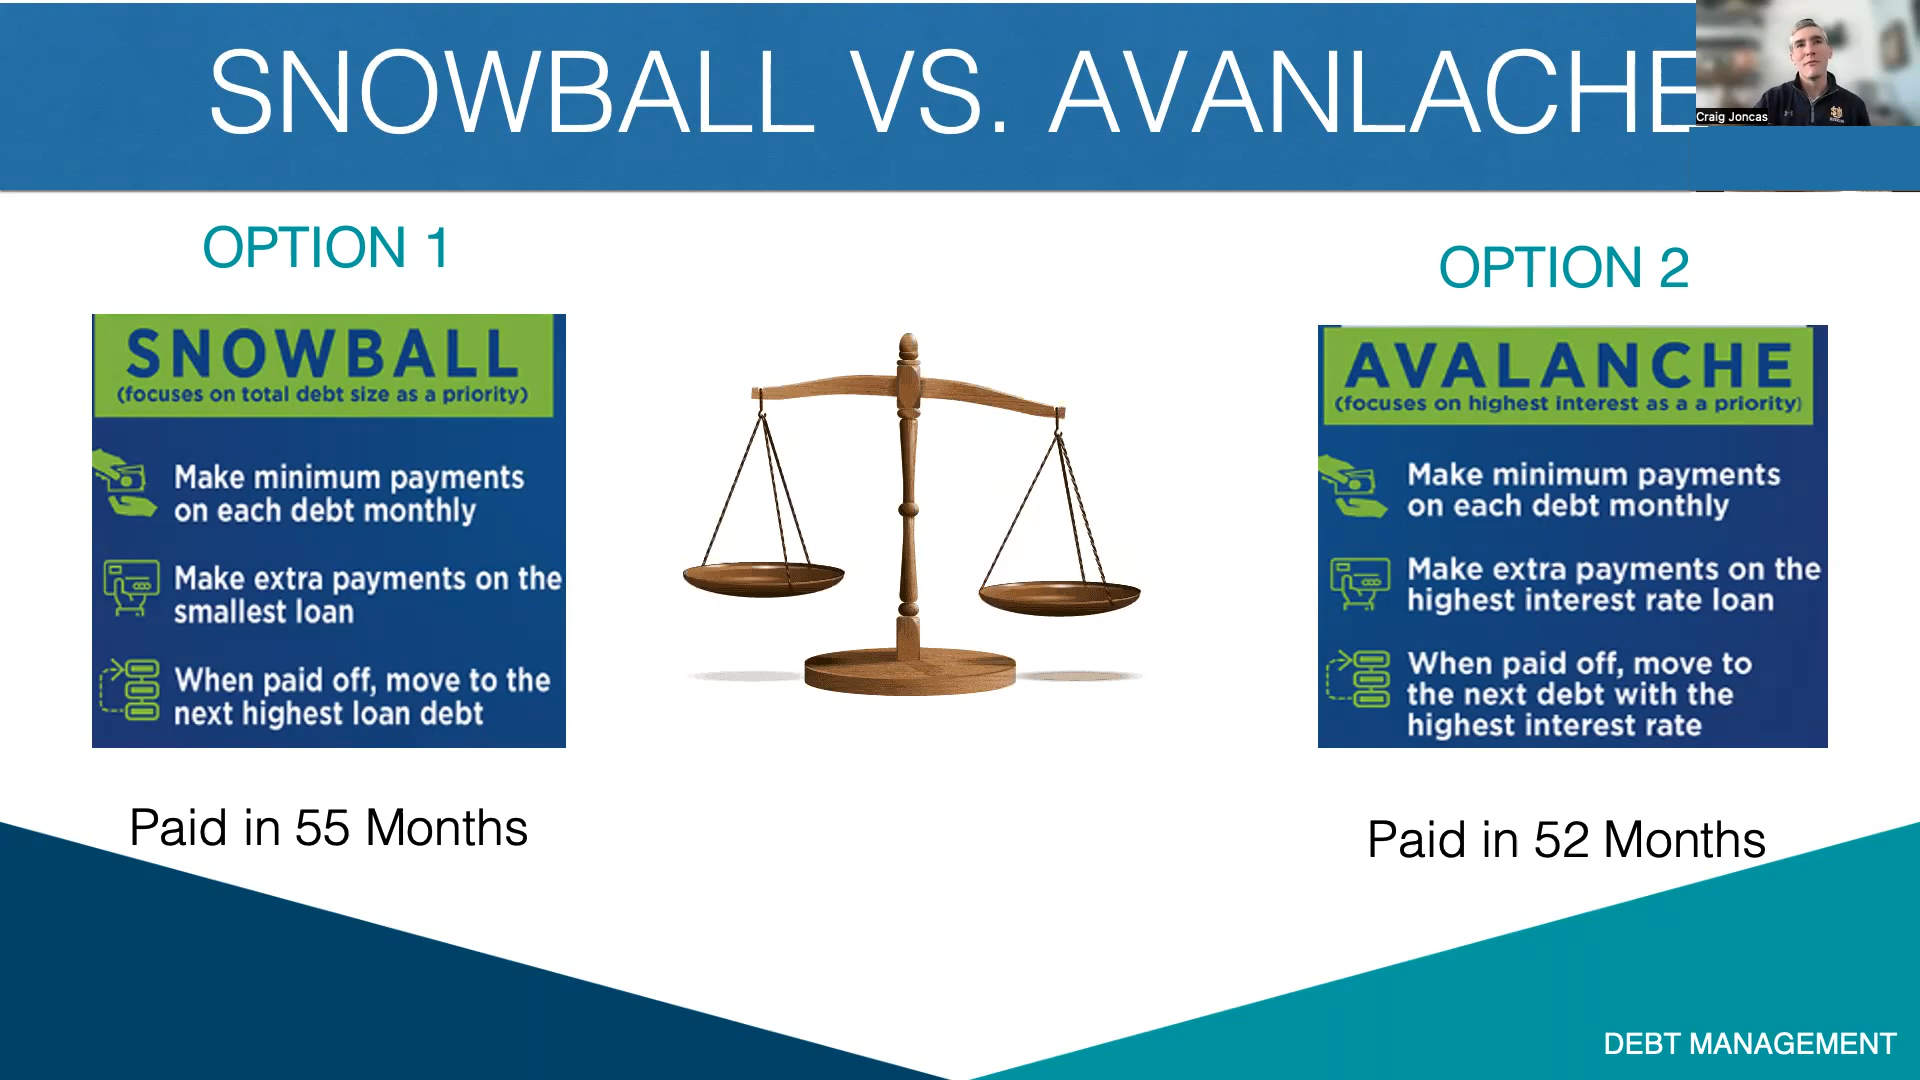 SNOWBALL VS. AVANLACHE
Craig Joncas
OPTION 1
SNOWBALL
(focuses on total debt size as a priority)
Make minimum payments
on each debt monthly
Make extra payments on the
smallest loan
When paid off, move to the
next highest loan debt
Paid in 55 Months
OPTION 2
AVALANCHE
(focuses on highest interest as a a priority)
Make minimum payments
on each debt monthly
Make extra payments on the
highest interest rate loan
When paid off, move to
the next debt with the
highest interest rate
Paid in 52 Months
DEBT MANAGEMENT